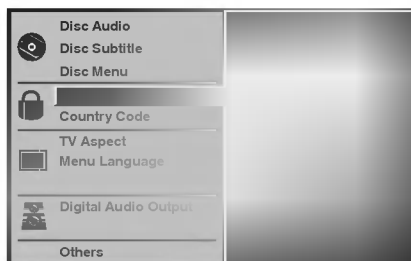 Disc Audio
Disc Subtitle
Disc Menu
Country Code
TV Aspect
Menu Language
Digital Audio Output
Others